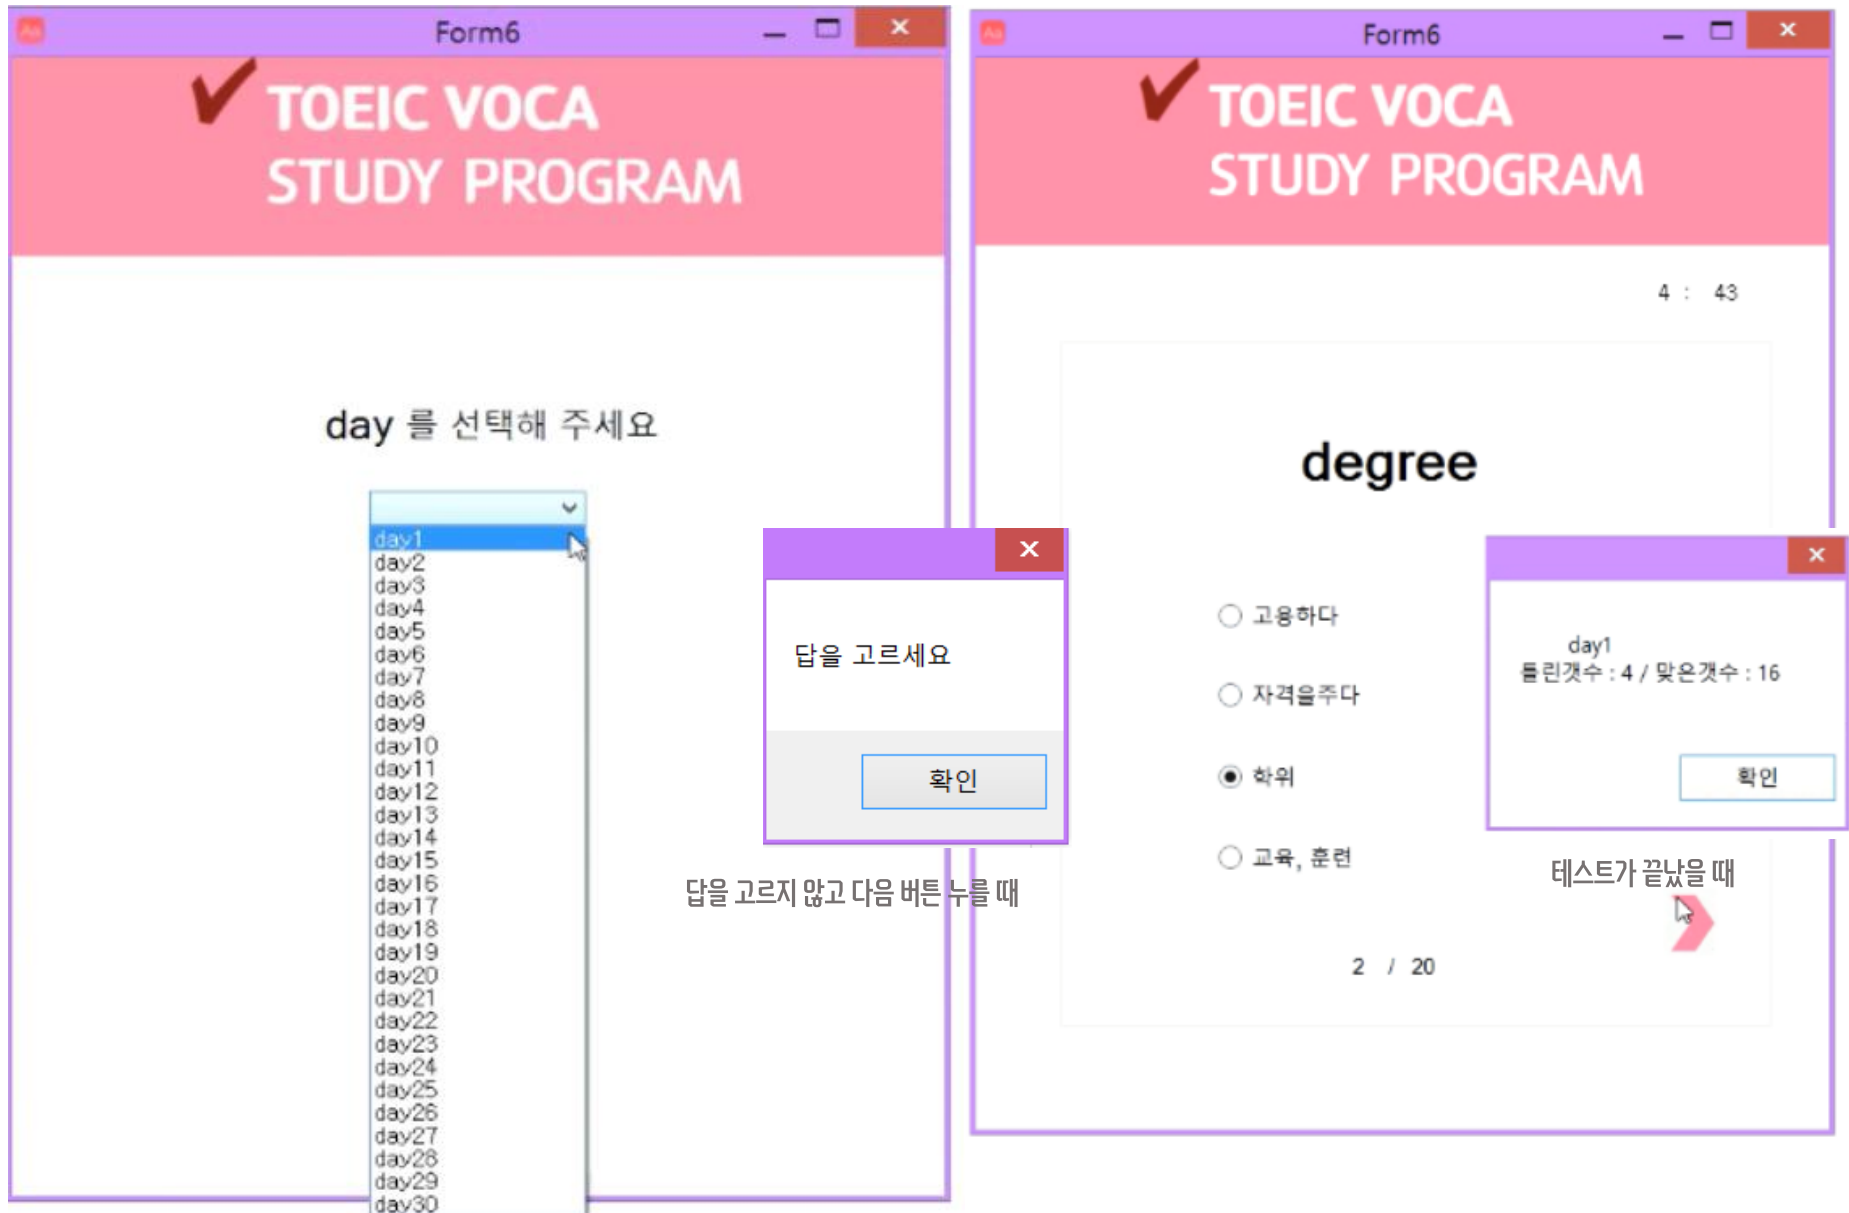 Form6
TOEIC VOCA
STUDY PROGRAM
day 를 선택해 주세요
day1
day2
day3
day4
day5
day6
day7
day8
day9
day10
day11
day12
day13
day14
day15
day16
day17
day18
day19
day20
day21
day22
day23
day24
day25
day26
day27
day28
day29
day30
답을 고르세요
확인
답을 고르지 않고 다음 버튼 누를 때
Form6
TOEIC VOCA
STUDY PROGRAM
4 : 43
degree
고용하다
자격을주다
학위
교육, 훈련
2 / 20
day1
틀린갯수 : 4 / 맞은갯수 : 16
확인
테스트가 끝났을 때